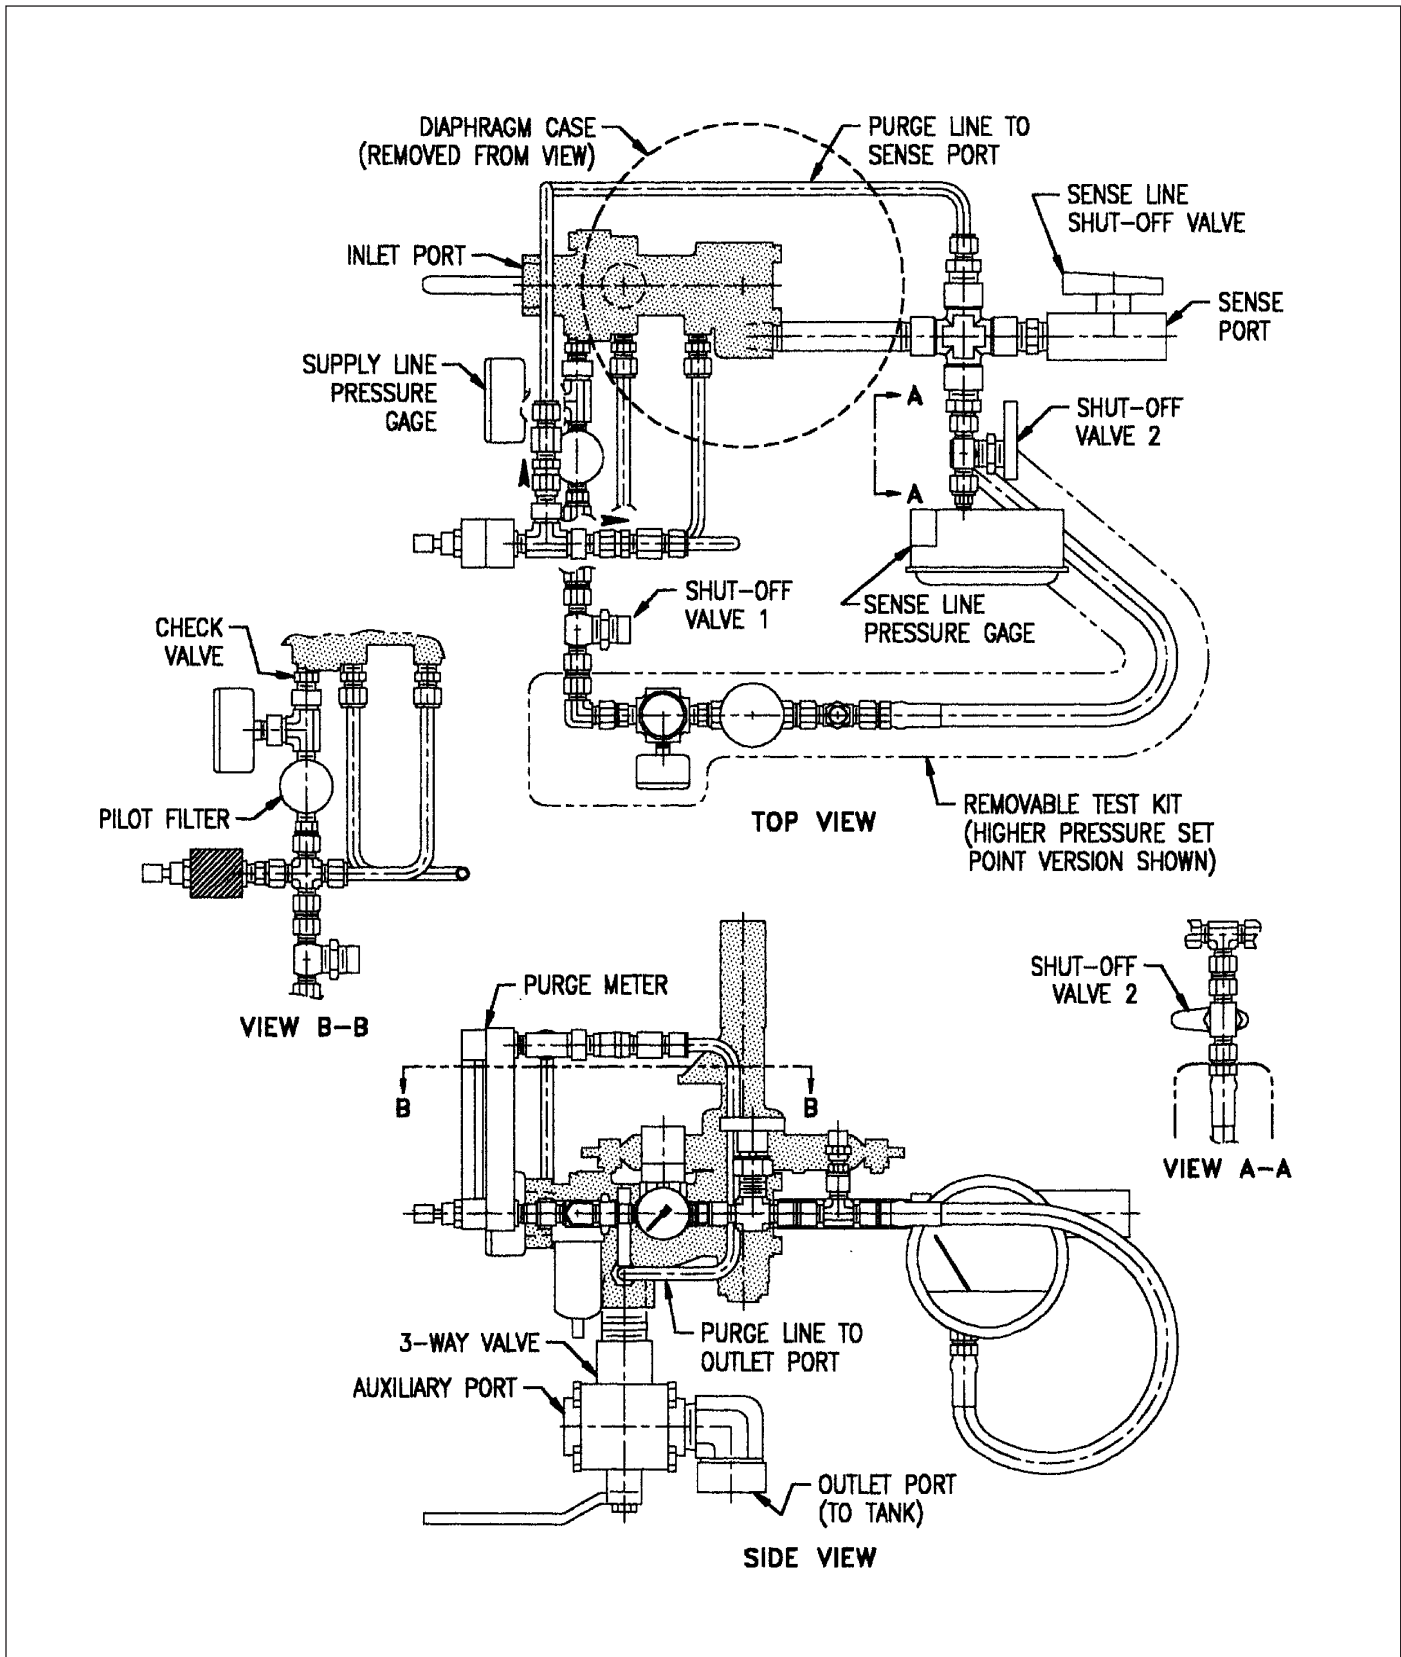 DIAPHRAGM CASE
(REMOVED FROM VIEW)
PURGE LINE TO
SENSE PORT
SENSE LINE
SHUT-OFF VALVE
INLET PORT
SENSE
PORT
SUPPLY LINE
PRESSURE
GAGE
A
A
SHUT-OFF
VALVE 2
SHUT-OFF
VALVE 1
SENSE LINE
PRESSURE GAGE
CHECK
VALVE
PILOT FILTER
TOP VIEW
REMOVABLE TEST KIT
(HIGHER PRESSURE SET
POINT VERSION SHOWN)
VIEW B-B
PURGE METER
SHUT-OFF
VALVE 2
B
B
VIEW A-A
3-WAY VALVE
PURGE LINE TO
OUTLET PORT
AUXILIARY PORT
OUTLET PORT
(TO TANK)
SIDE VIEW